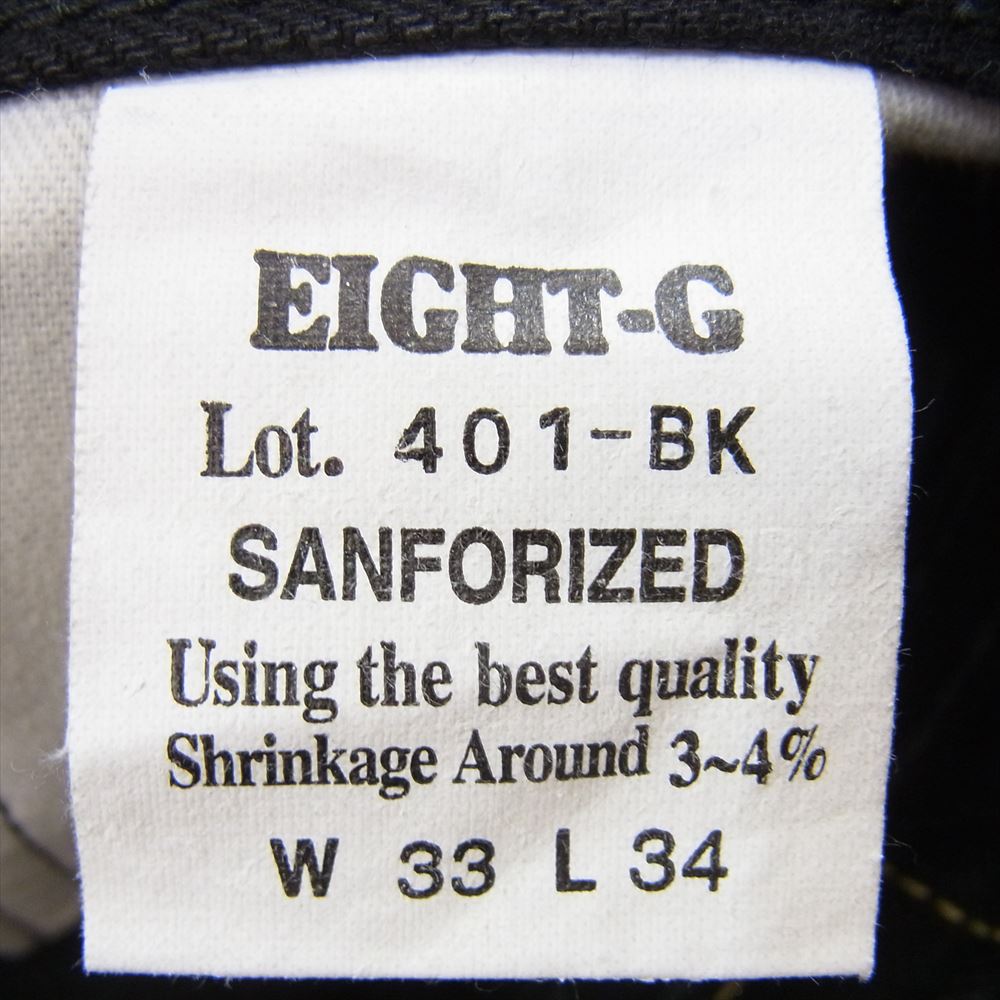 EIGHT-G
Lot. 401-BK
SANFORIZED
Using the best quality
Shrinkage Around 3~4%
W 33 L 34